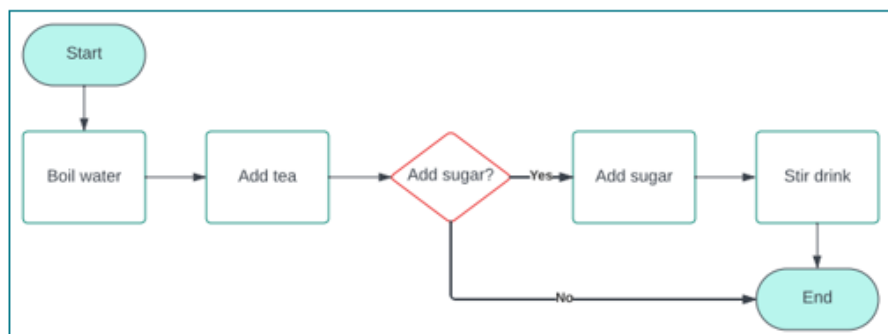 Start
Boil water
Add tea
Add sugar?
Yes
Add sugar
Stir drink
No
End